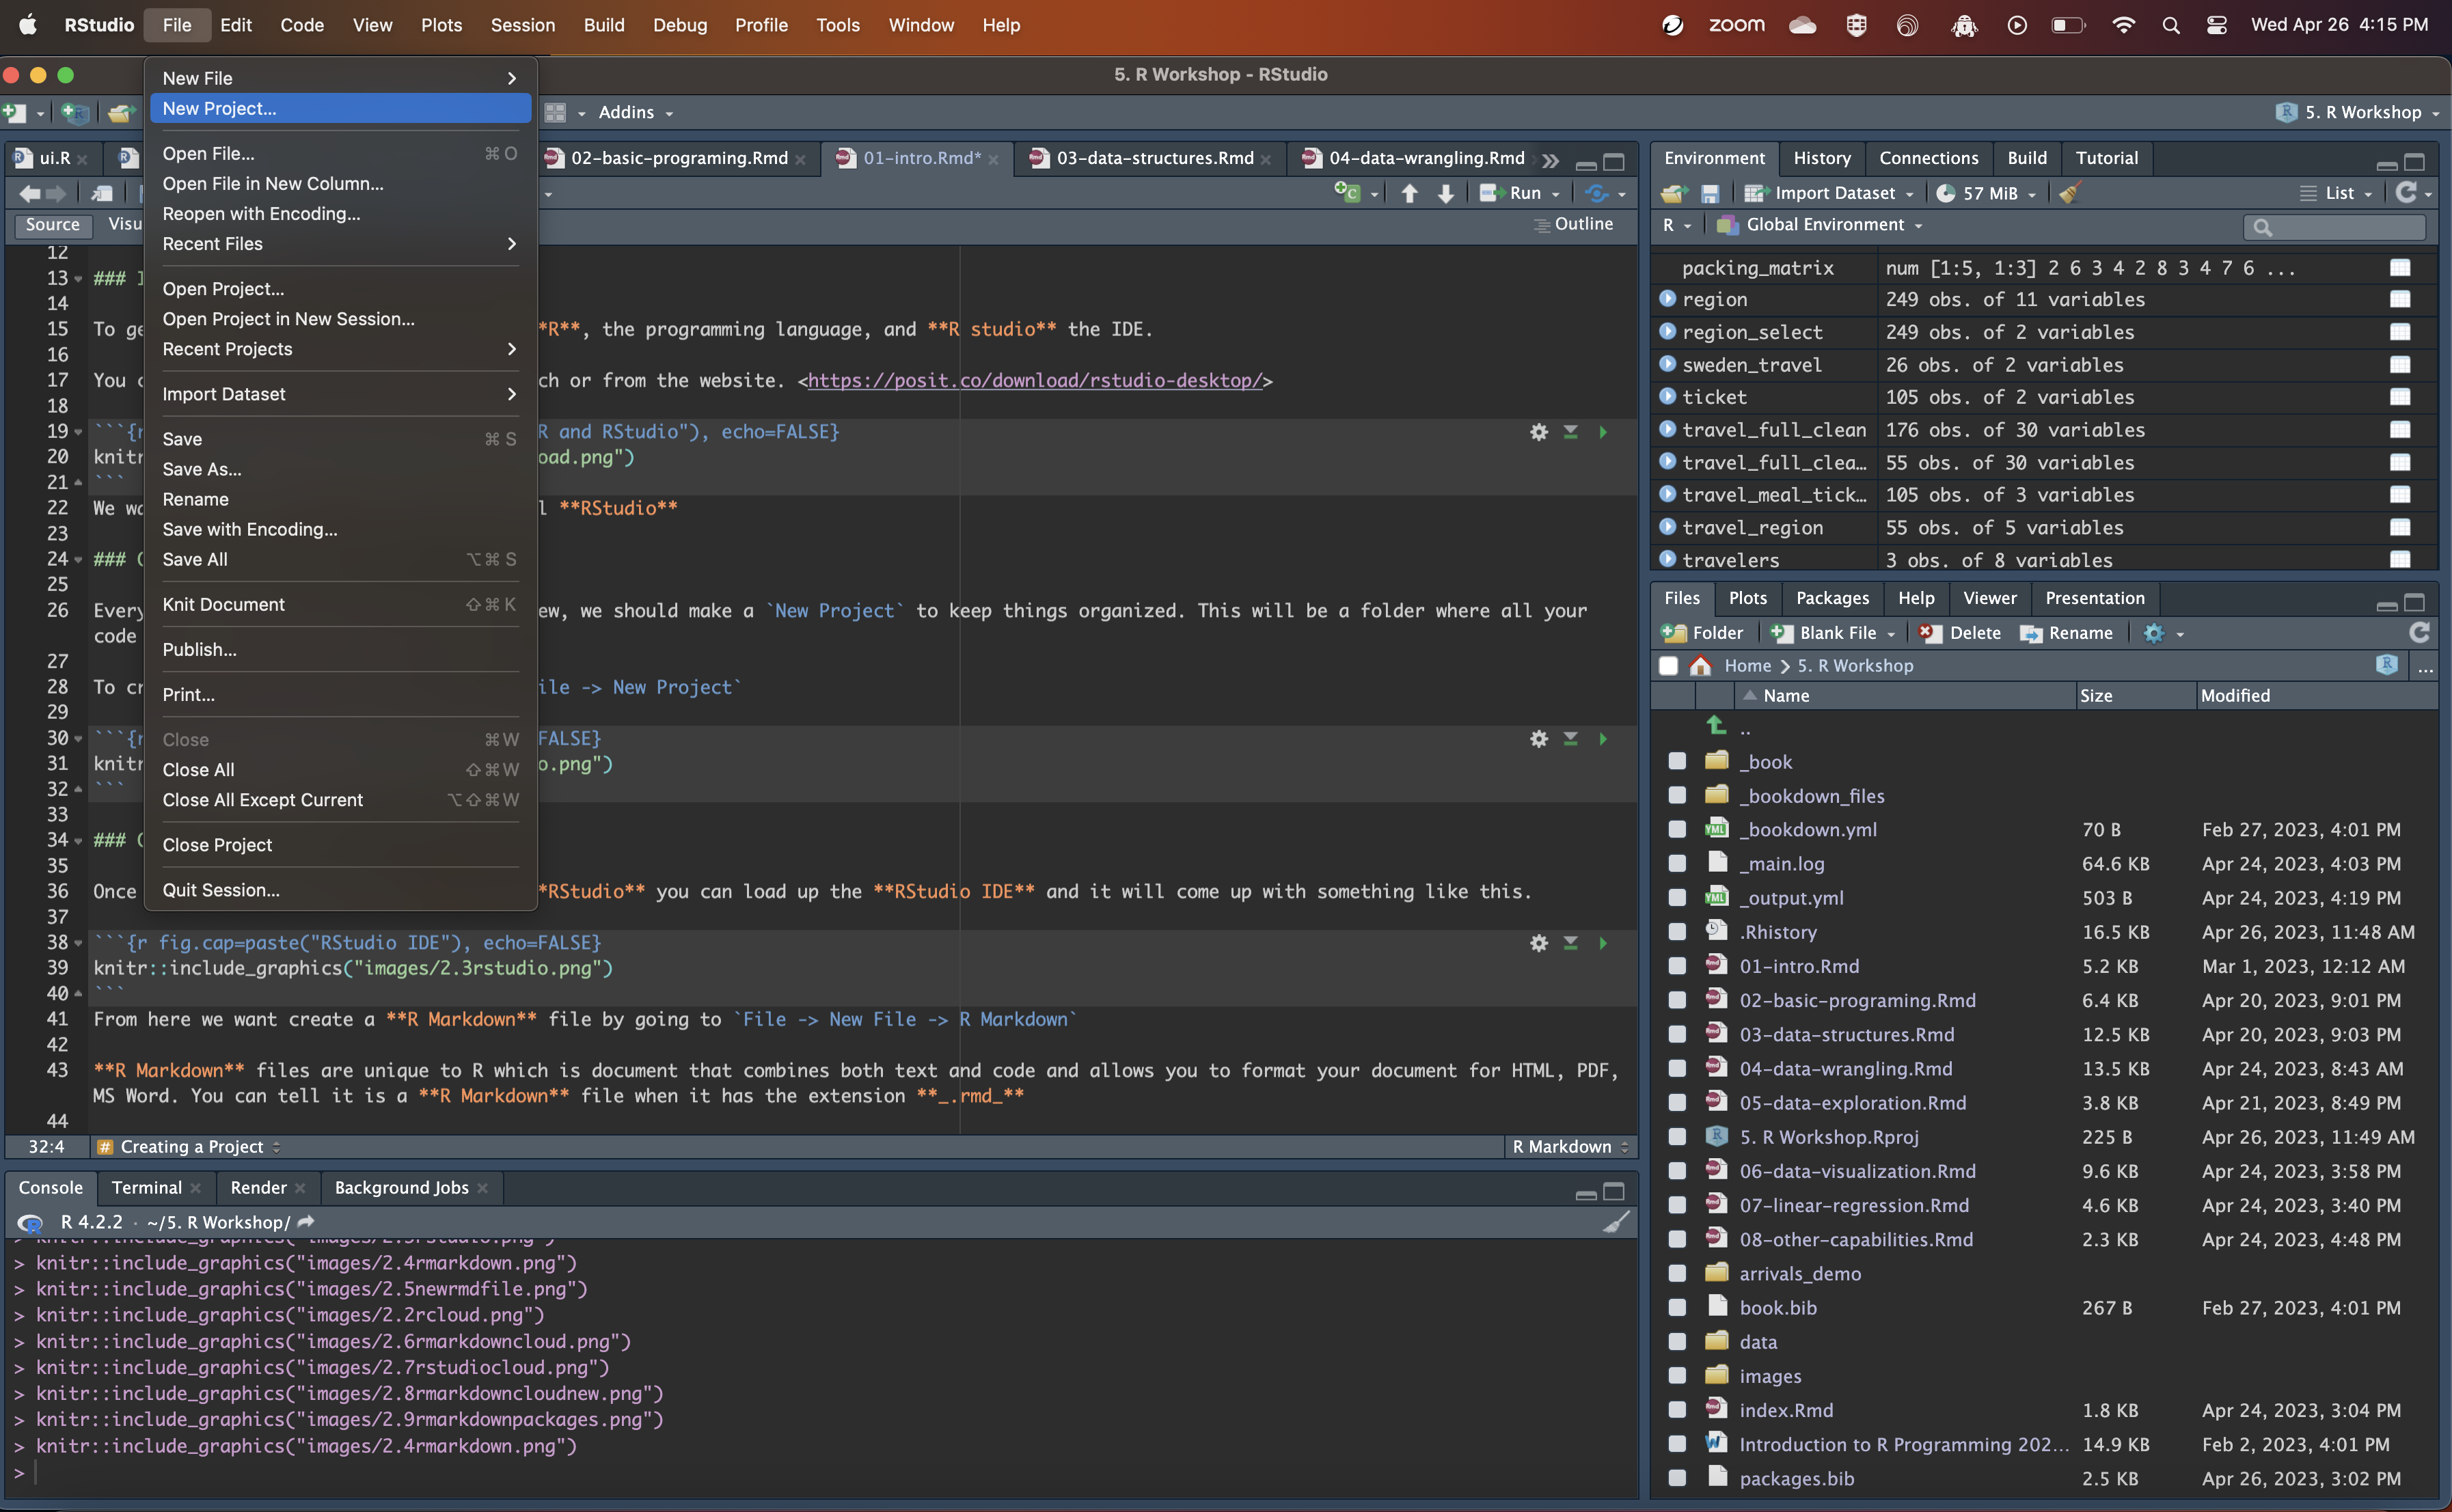 RStudio File Edit Code View Plots Session Build Debug Profile Tools Window Help zoom Wed Apr 26 4:15 PM
5. R Workshop - RStudio
Addins
5. R Workshop
New File
New Project...
Open File... ⌘ O
Open File in New Column...
Reopen with Encoding...
Recent Files
Open Project...
Open Project in New Session...
Recent Projects
Import Dataset
Save ⌘ S
Save As...
Rename
Save with Encoding...
Save All ⌥⌘ S
Knit Document ⇧⌘ K
Publish...
Print...
Close ⌘W
Close All ⇧⌘W
Close All Except Current ⌥⇧⌘W
Close Project
Quit Session...
ui.R 02-basic-programing.Rmd 01-intro.Rmd* 03-data-structures.Rmd 04-data-wrangling.Rmd
Run
Source Visu Outline
12
13 ### I
14
15 To ge *R**, the programming language, and **R studio** the IDE.
16
17 You c ch or from the website. <https://posit.co/download/rstudio-desktop/>
18
19 ```{r R and RStudio"), echo=FALSE}
20 knitr oad.png")
21 ```
22 We wa l **RStudio**
23
24 ### C
25
26 Every ew, we should make a `New Project` to keep things organized. This will be a folder where all your
code
27
28 To cr ile -> New Project`
29
30 ```{r FALSE}
31 knitr o.png")
32 ```
33
34 ### C
35
36 Once *RStudio** you can load up the **RStudio IDE** and it will come up with something like this.
37
38 ```{r fig.cap=paste("RStudio IDE"), echo=FALSE}
39 knitr::include_graphics("images/2.3rstudio.png")
40 ```
41 From here we want create a **R Markdown** file by going to `File -> New File -> R Markdown`
42
43 **R Markdown** files are unique to R which is document that combines both text and code and allows you to format your document for HTML, PDF,
MS Word. You can tell it is a **R Markdown** file when it has the extension **_.rmd_**
44
32:4 # Creating a Project R Markdown
Console Terminal Render Background Jobs
R 4.2.2 · ~/5. R Workshop/
> knitr::include_graphics("images/2.3rstudio.png")
> knitr::include_graphics("images/2.4rmarkdown.png")
> knitr::include_graphics("images/2.5newrmdfile.png")
> knitr::include_graphics("images/2.2rcloud.png")
> knitr::include_graphics("images/2.6rmarkdowncloud.png")
> knitr::include_graphics("images/2.7rstudiocloud.png")
> knitr::include_graphics("images/2.8rmarkdowncloudnew.png")
> knitr::include_graphics("images/2.9rmarkdownpackages.png")
> knitr::include_graphics("images/2.4rmarkdown.png")
>
Environment History Connections Build Tutorial
Import Dataset 57 MiB List
R Global Environment
packing_matrix num [1:5, 1:3] 2 6 3 4 2 8 3 4 7 6 ...
region 249 obs. of 11 variables
region_select 249 obs. of 2 variables
sweden_travel 26 obs. of 2 variables
ticket 105 obs. of 2 variables
travel_full_clean 176 obs. of 30 variables
travel_full_clea… 55 obs. of 30 variables
travel_meal_tick… 105 obs. of 3 variables
travel_region 55 obs. of 5 variables
travelers 3 obs. of 8 variables
Files Plots Packages Help Viewer Presentation
Folder Blank File Delete Rename
Home 5. R Workshop ...
Name Size Modified
..
_book
_bookdown_files
_bookdown.yml 70 B Feb 27, 2023, 4:01 PM
_main.log 64.6 KB Apr 24, 2023, 4:03 PM
_output.yml 503 B Apr 24, 2023, 4:19 PM
.Rhistory 16.5 KB Apr 26, 2023, 11:48 AM
01-intro.Rmd 5.2 KB Mar 1, 2023, 12:12 AM
02-basic-programing.Rmd 6.4 KB Apr 20, 2023, 9:01 PM
03-data-structures.Rmd 12.5 KB Apr 20, 2023, 9:03 PM
04-data-wrangling.Rmd 13.5 KB Apr 24, 2023, 8:43 AM
05-data-exploration.Rmd 3.8 KB Apr 21, 2023, 8:49 PM
5. R Workshop.Rproj 225 B Apr 26, 2023, 11:49 AM
06-data-visualization.Rmd 9.6 KB Apr 24, 2023, 3:58 PM
07-linear-regression.Rmd 4.6 KB Apr 24, 2023, 3:40 PM
08-other-capabilities.Rmd 2.3 KB Apr 24, 2023, 4:48 PM
arrivals_demo
book.bib 267 B Feb 27, 2023, 4:01 PM
data
images
index.Rmd 1.8 KB Apr 24, 2023, 3:04 PM
Introduction to R Programming 202... 14.9 KB Feb 2, 2023, 4:01 PM
packages.bib 2.5 KB Apr 26, 2023, 3:02 PM